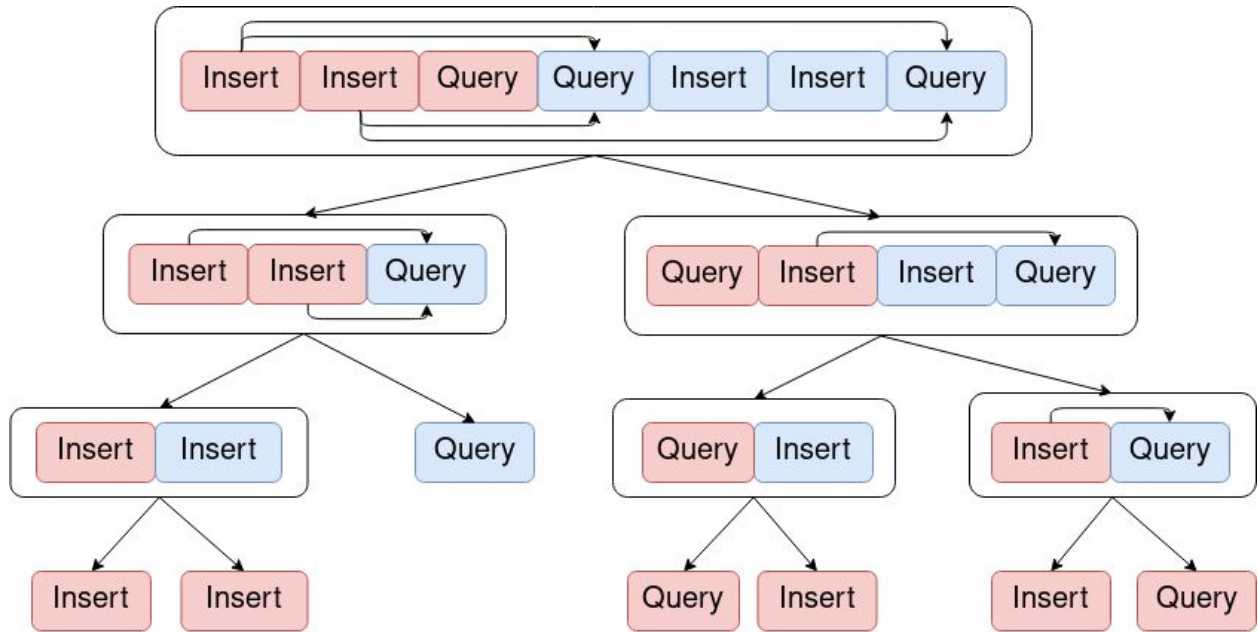 Insert Insert Query Query Insert Insert Query
Insert Insert Query
Query Insert Insert Query
Insert Insert
Query
Query Insert
Insert Query
Insert
Insert
Query
Insert
Insert
Query